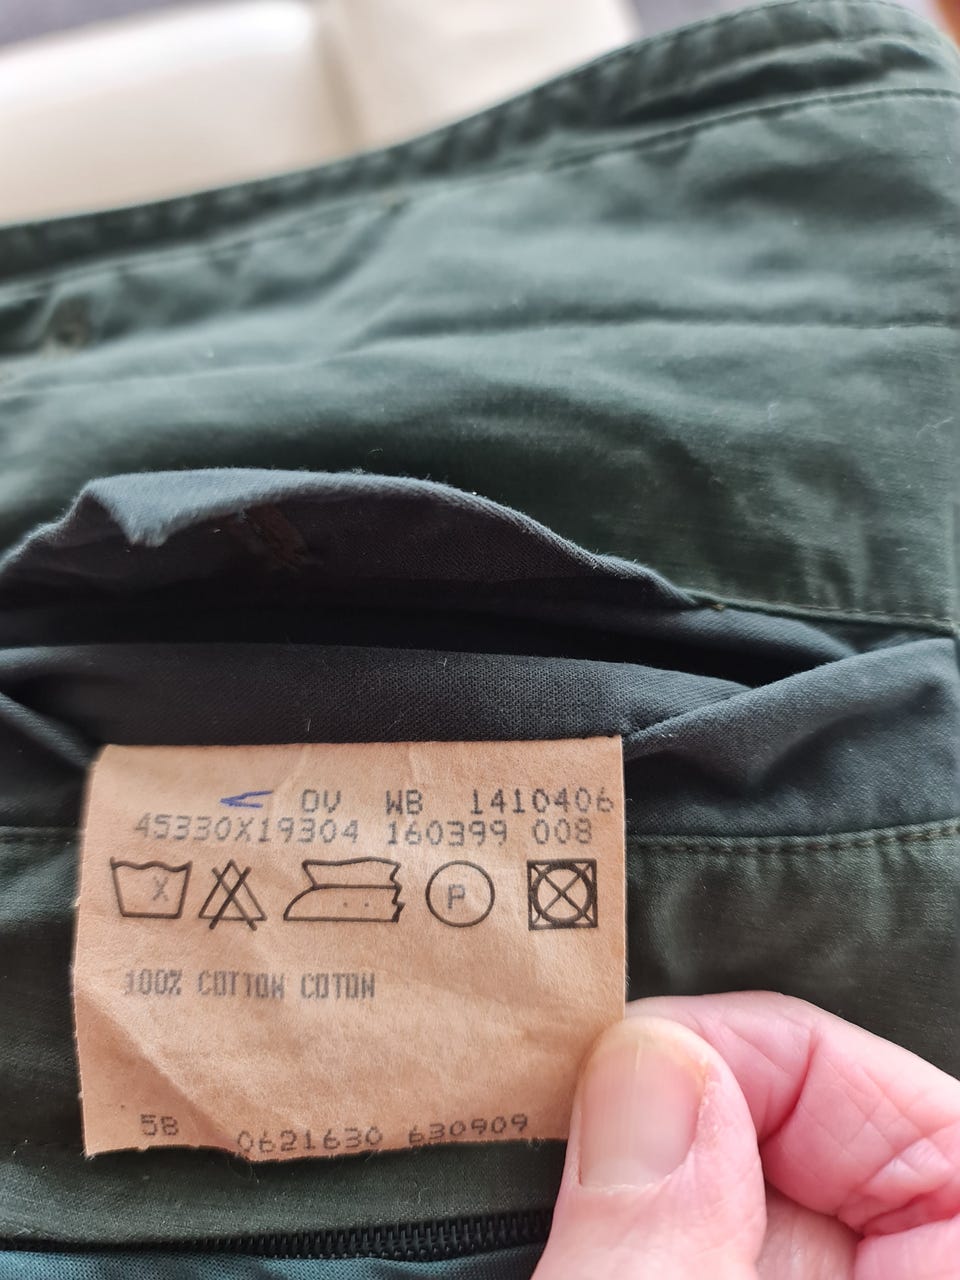 DV WB 1410406
45330X19304 160399 008
X P
100% COTTON COTON
58 0621630 630909